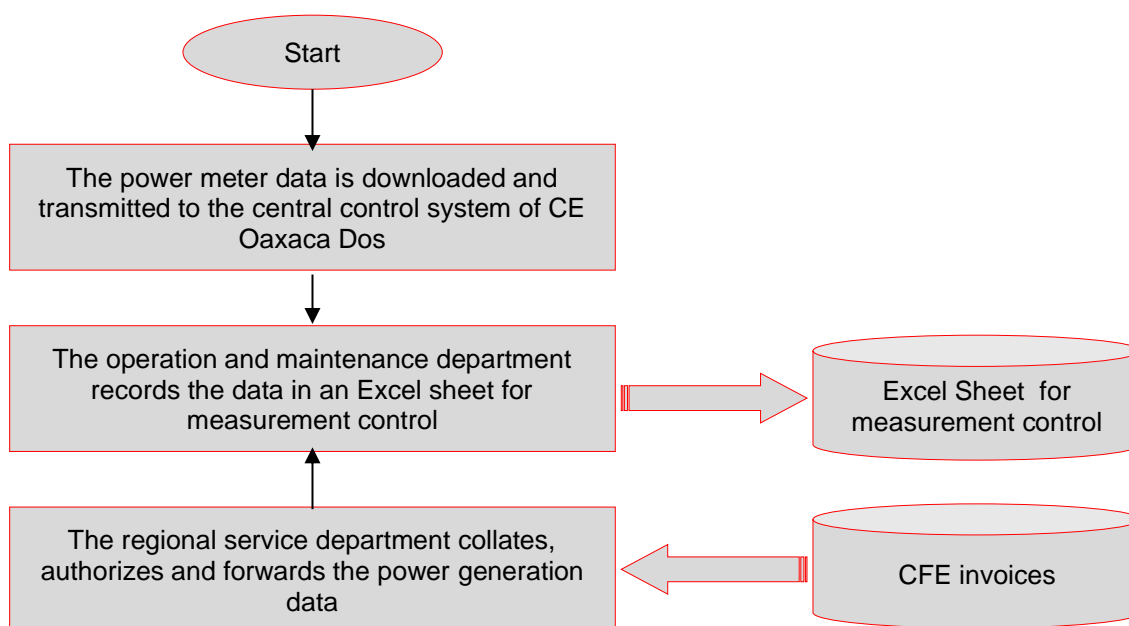 Start
The power meter data is downloaded and
transmitted to the central control system of CE
Oaxaca Dos
The operation and maintenance department
records the data in an Excel sheet for
measurement control
Excel Sheet for
measurement control
The regional service department collates,
authorizes and forwards the power generation
data
CFE invoices